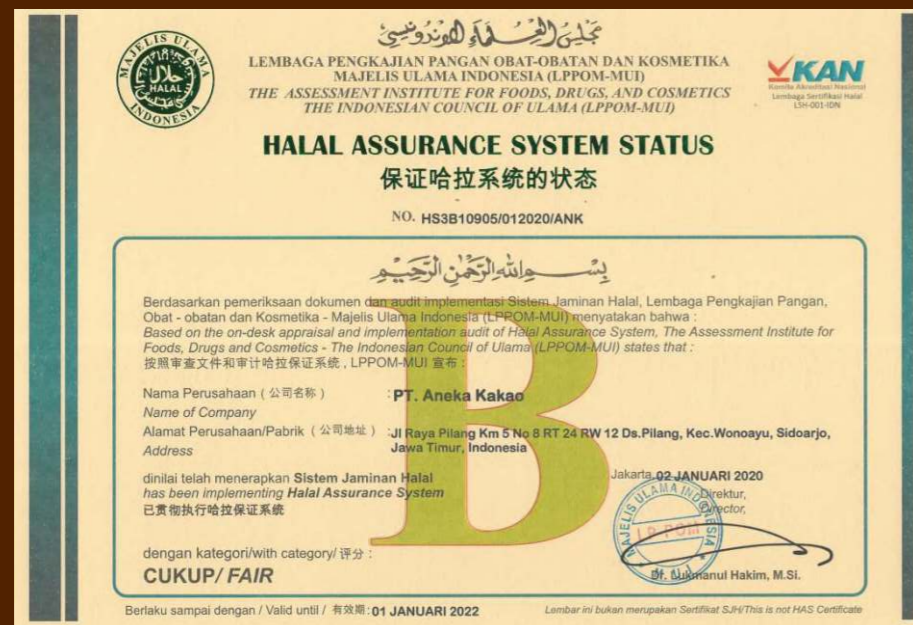 مجلس العلماء الإندونيسي
MAJELIS ULAMA INDONESIA
حلال
HALAL
LEMBAGA PENGKAJIAN PANGAN OBAT-OBATAN DAN KOSMETIKA
MAJELIS ULAMA INDONESIA (LPPOM-MUI)
THE ASSESSMENT INSTITUTE FOR FOODS, DRUGS, AND COSMETICS
THE INDONESIAN COUNCIL OF ULAMA (LPPOM-MUI)
KAN
Komite Akreditasi Nasional
Lembaga Sertifikasi Halal
LSH-001-IDN
HALAL ASSURANCE SYSTEM STATUS
保证哈拉系统的状态
NO. HS3B10905/012020/ANK
بسم الله الرحمن الرحيم
Berdasarkan pemeriksaan dokumen dan audit implementasi Sistem Jaminan Halal, Lembaga Pengkajian Pangan,
Obat - obatan dan Kosmetika - Majelis Ulama Indonesia (LPPOM-MUI) menyatakan bahwa :
Based on the on-desk appraisal and implementation audit of Halal Assurance System, The Assessment Institute for
Foods, Drugs and Cosmetics - The Indonesian Council of Ulama (LPPOM-MUI) states that :
按照审查文件和审计哈拉保证系统 , LPPOM-MUI 宣布 :
B
Nama Perusahaan ( 公司名称 ) : PT. Aneka Kakao
Name of Company
Alamat Perusahaan/Pabrik ( 公司地址 ) : Jl Raya Pilang Km 5 No 8 RT 24 RW 12 Ds.Pilang, Kec.Wonoayu, Sidoarjo,
Address Jawa Timur, Indonesia
dinilai telah menerapkan Sistem Jaminan Halal
has been implementing Halal Assurance System
已贯彻执行哈拉保证系统
Jakarta, 02 JANUARI 2020
Direktur,
Director,
MAJELIS ULAMA INDONESIA
LP POM
M U I
Dr. Lukmanul Hakim, M.Si.
dengan kategori/with category/ 评分 :
CUKUP/ FAIR
Berlaku sampai dengan / Valid until / 有效期 : 01 JANUARI 2022
Lembar ini bukan merupakan Sertifikat SJH/This is not HAS Certificate